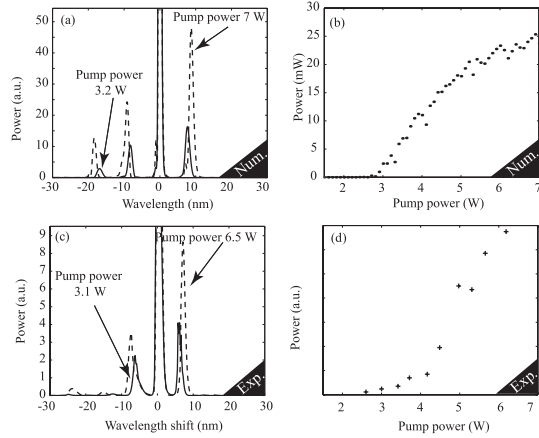 (a)
Pump power 7 W
Pump power
3.2 W
Power (a.u.)
50
40
30
25
20
15
10
5
0
-30 -20 -10 0 10 20 30
Wavelength (nm)
Num.
(b)
Power (mW)
30
25
20
15
10
5
0
2 3 4 5 6 7
Pump power (W)
Num.
(c)
Pump power 6.5 W
Pump power
3.1 W
Power (a.u.)
9
8
7
6
5
4
3
2
1
0
-30 -20 -10 0 10 20 30
Wavelength shift (nm)
Exp.
(d)
Power (a.u.)
2 3 4 5 6 7
Pump power (W)
Exp.